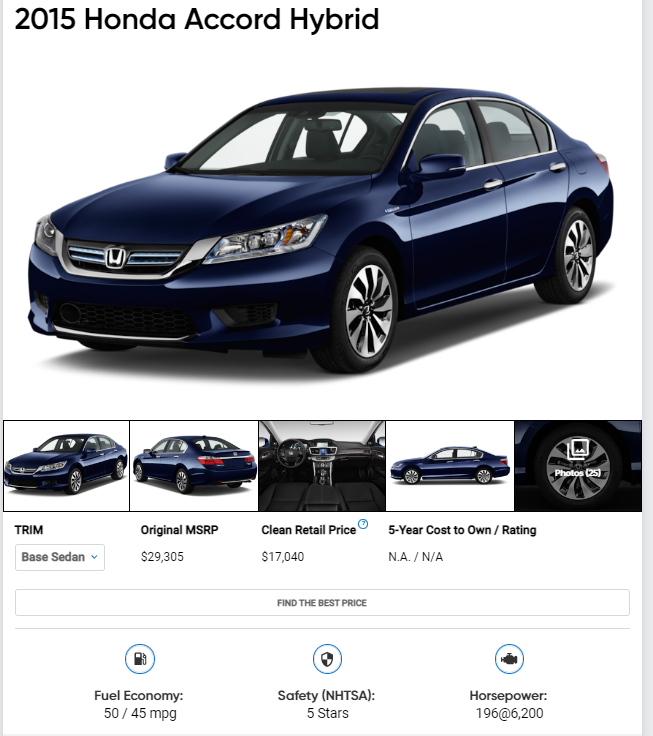 2015 Honda Accord Hybrid
Photos (25)
TRIM Original MSRP Clean Retail Price ? 5-Year Cost to Own / Rating
Base Sedan $29,305 $17,040 N.A. / N/A
FIND THE BEST PRICE
Fuel Economy: Safety (NHTSA): Horsepower:
50 / 45 mpg 5 Stars 196@6,200